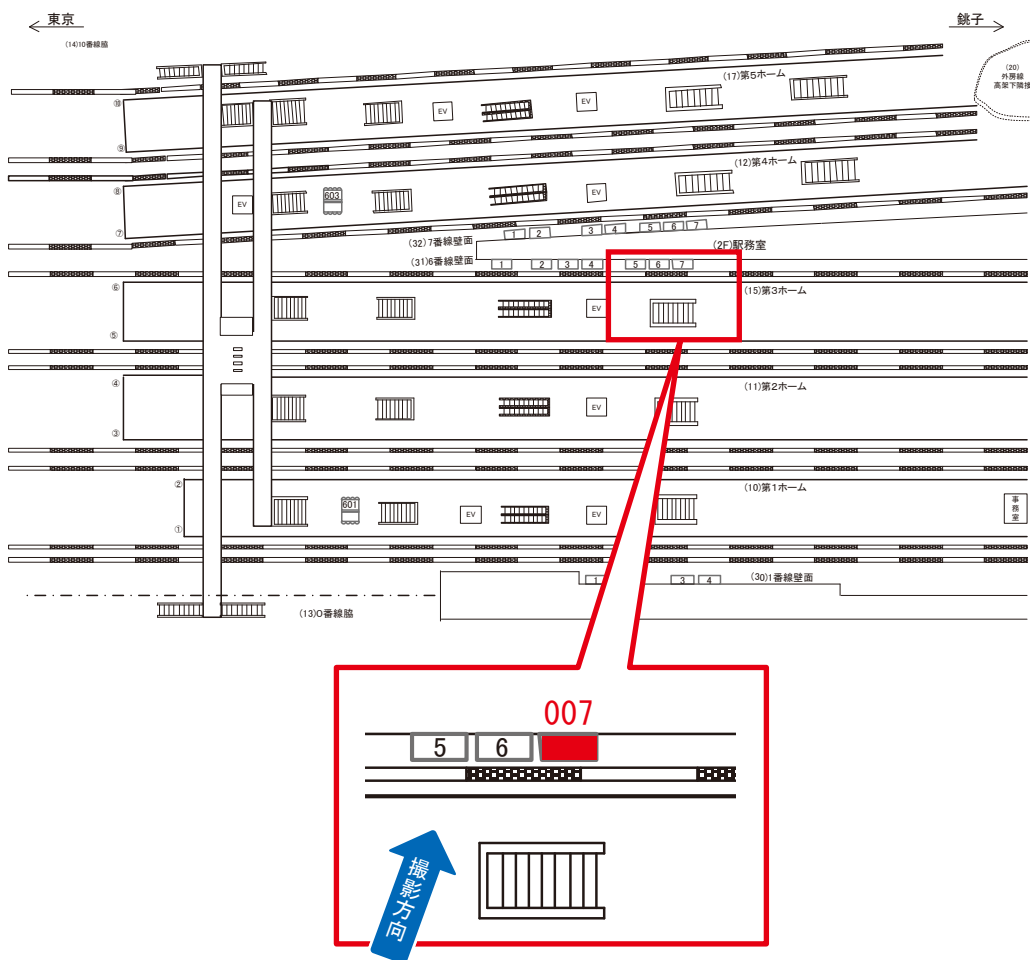 東京
銚子
(14)10番線脇
(20)
外房線
高架下隣接
(17)第5ホーム
⑩
EV
EV
⑨
(12)第4ホーム
⑧
EV
603
EV
⑦
(32)7番線壁面
1
2
3
4
5
6
7
(2F)駅務室
(31)6番線壁面
1
2
3
4
5
6
7
⑥
(15)第3ホーム
EV
⑤
④
(11)第2ホーム
EV
③
②
(10)第1ホーム
601
EV
EV
事務室
①
(30)1番線壁面
1
3
4
(13)0番線脇
007
5
6
撮影方向